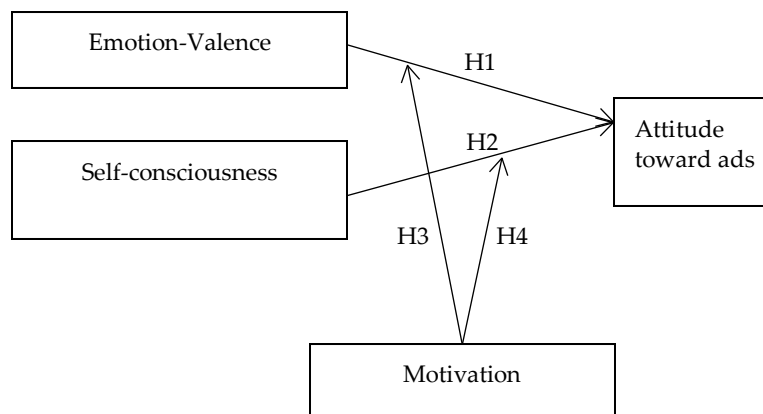 Emotion-Valence
H1
Attitude
toward ads
H2
Self-consciousness
H3
H4
Motivation